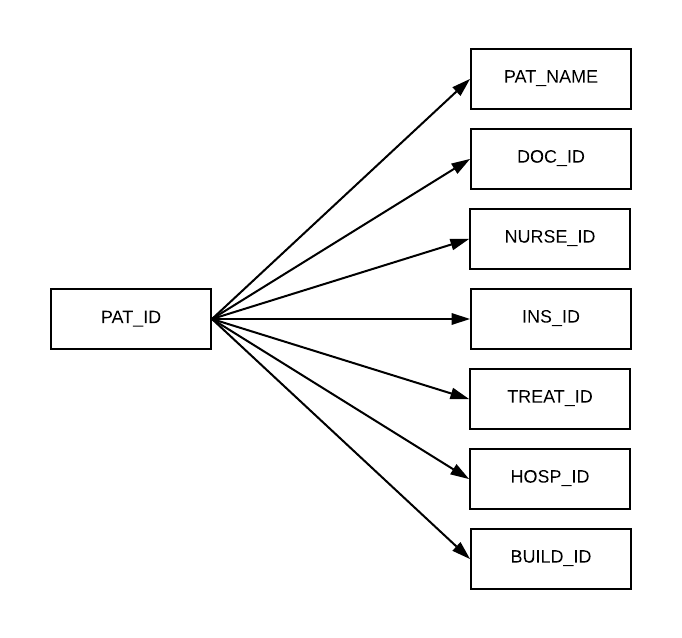 PAT_NAME
DOC_ID
NURSE_ID
PAT_ID
INS_ID
TREAT_ID
HOSP_ID
BUILD_ID